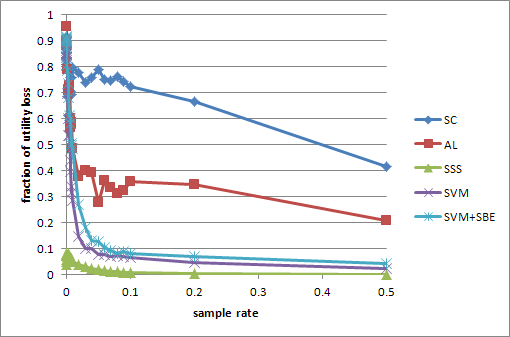 1
0.9
0.8
0.7
0.6
0.5
0.4
0.3
0.2
0.1
0
fraction of utility loss
0 0.1 0.2 0.3 0.4 0.5
sample rate
SC
AL
SSS
SVM
SVM+SBE